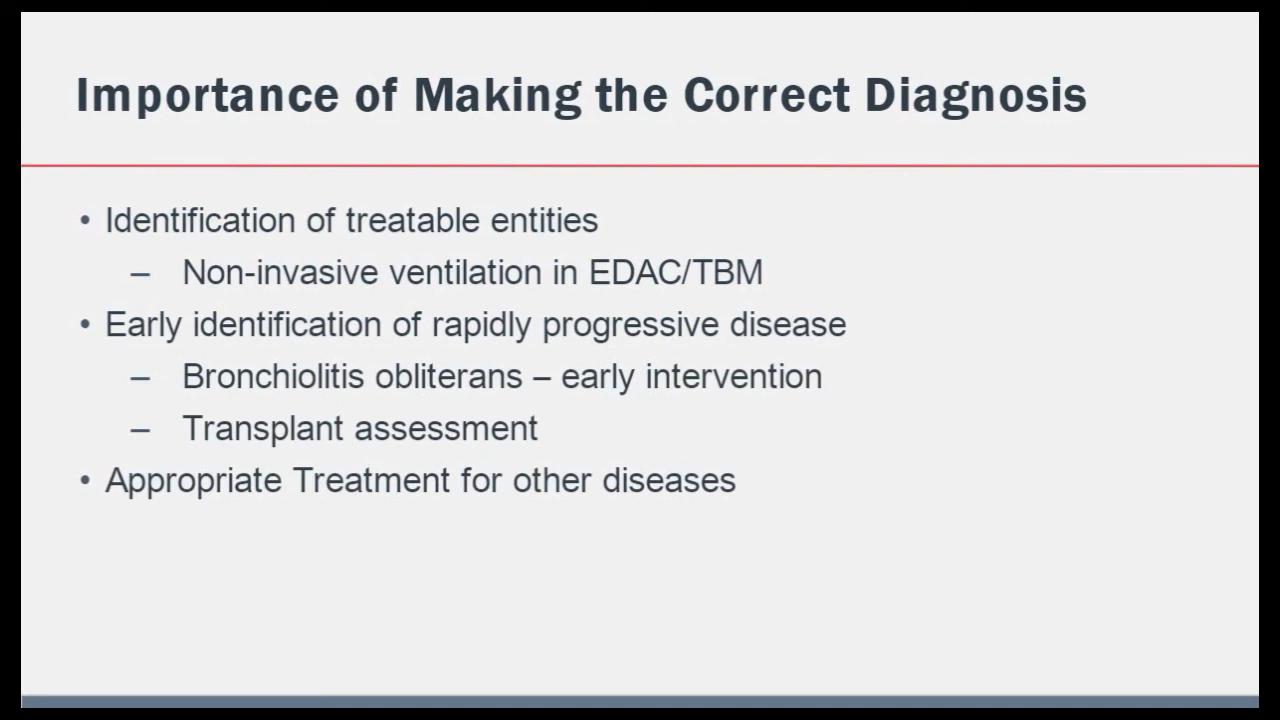 Importance of Making the Correct Diagnosis
• Identification of treatable entities
– Non-invasive ventilation in EDAC/TBM
• Early identification of rapidly progressive disease
– Bronchiolitis obliterans – early intervention
– Transplant assessment
• Appropriate Treatment for other diseases